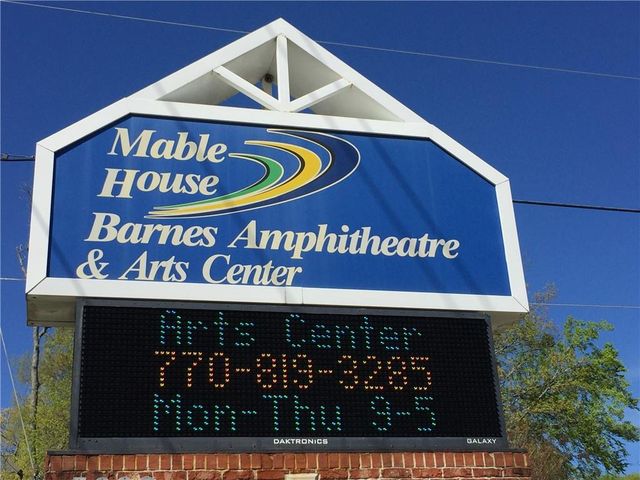 Mable
House
Barnes Amphitheatre
& Arts Center
Arts Center
770-819-3285
Mon-Thu 9-5
DAKTRONICS GALAXY